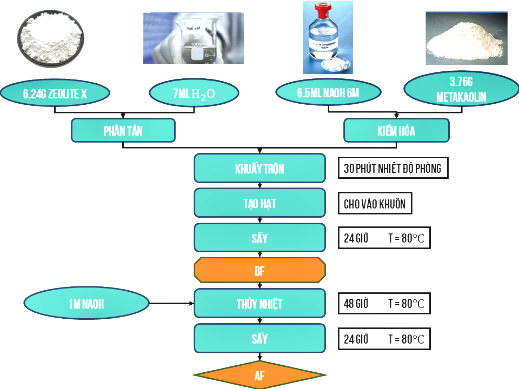 6.24G ZEOLITE X
7ML H₂O
6.5ML NAOH 6M
3.76G
METAKAOLIN
PHÂN TÁN
KIỀM HÓA
KHUẤY TRỘN
30 PHÚT NHIỆT ĐỘ PHÒNG
TẠO HẠT
CHO VÀO KHUÔN
SẤY
24 GIỜ T = 80°C
BF
1M NAOH
THỦY NHIỆT
48 GIỜ T = 80°C
SẤY
24 GIỜ T = 80°C
AF